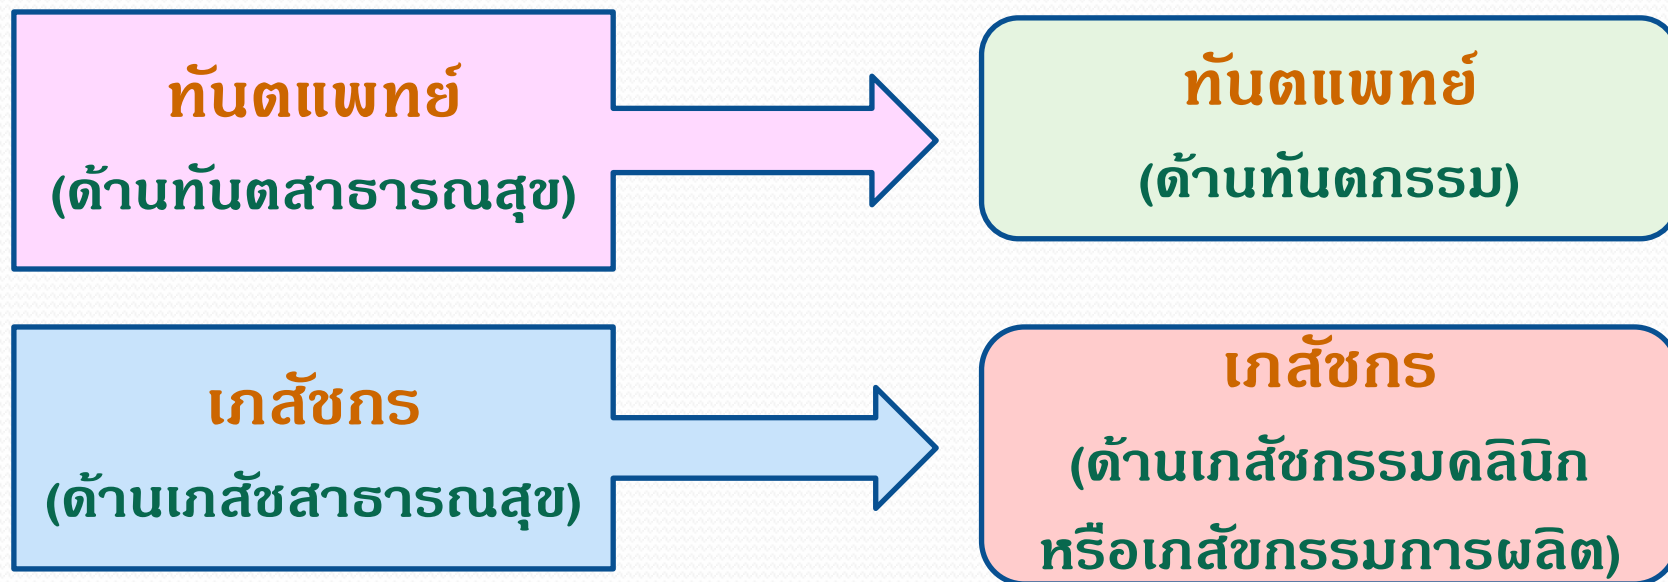 ทันตแพทย์
(ด้านทันตสาธารณสุข)
ทันตแพทย์
(ด้านทันตกรรม)
เภสัชกร
(ด้านเภสัชสาธารณสุข)
เภสัชกร
(ด้านเภสัชกรรมคลินิก
หรือเภสัขกรรมการผลิต)